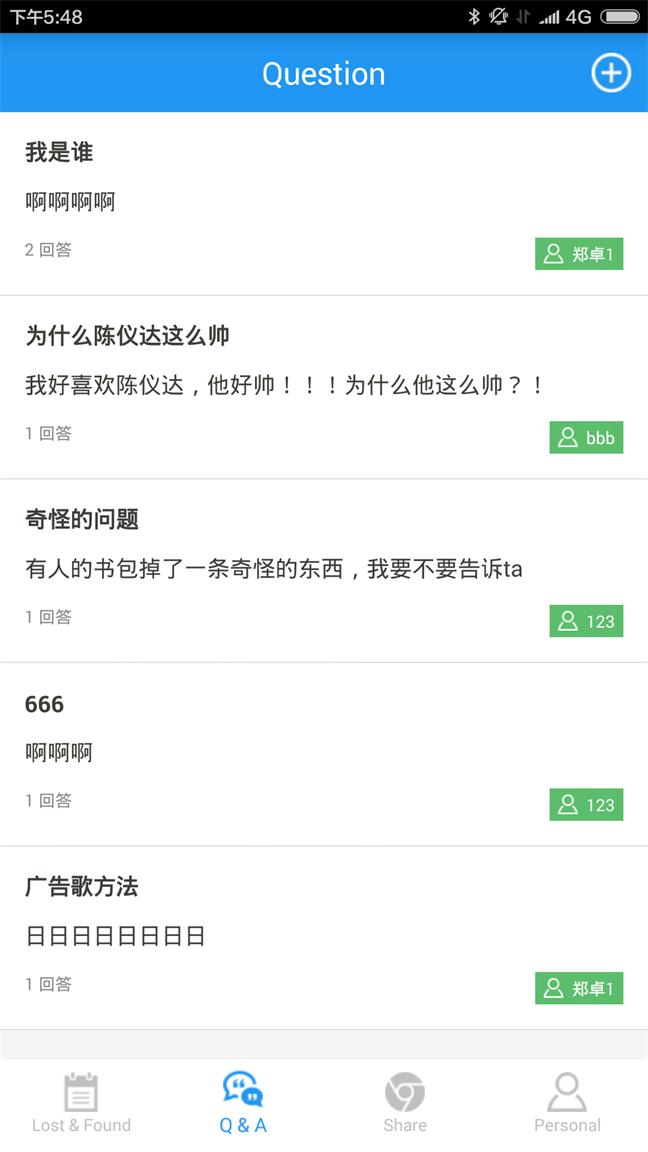 下午5:48
4G
Question
我是谁
啊啊啊啊
2 回答
郑卓1
为什么陈仪达这么帅
我好喜欢陈仪达，他好帅！！！为什么他这么帅？！
1 回答
bbb
奇怪的问题
有人的书包掉了一条奇怪的东西，我要不要告诉ta
1 回答
123
666
啊啊啊
1 回答
123
广告歌方法
日日日日日日日日
1 回答
郑卓1
Lost & Found
Q & A
Share
Personal